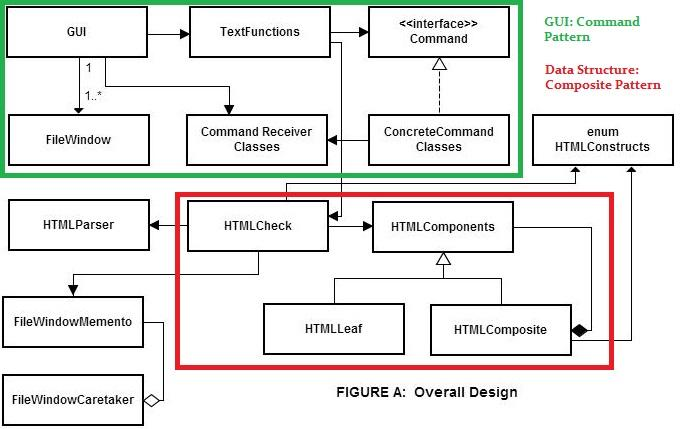 GUI
TextFunctions
<<interface>>
Command
GUI: Command
Pattern
Data Structure:
Composite Pattern
1
1..*
FileWindow
Command Receiver
Classes
ConcreteCommand
Classes
enum
HTMLConstructs
HTMLParser
HTMLCheck
HTMLComponents
FileWindowMemento
HTMLLeaf
HTMLComposite
FileWindowCaretaker
FIGURE A: Overall Design